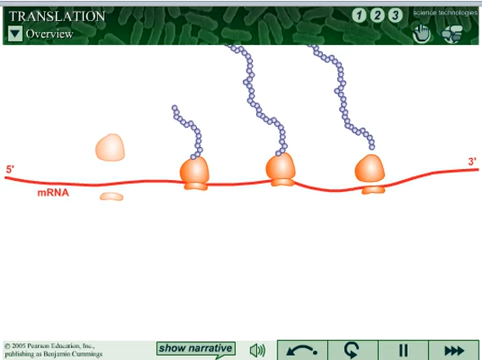 TRANSLATION
1 2 3
science technologies
Overview
5'
3'
mRNA
© 2005 Pearson Education, Inc.,
publishing as Benjamin Cummings
show narrative